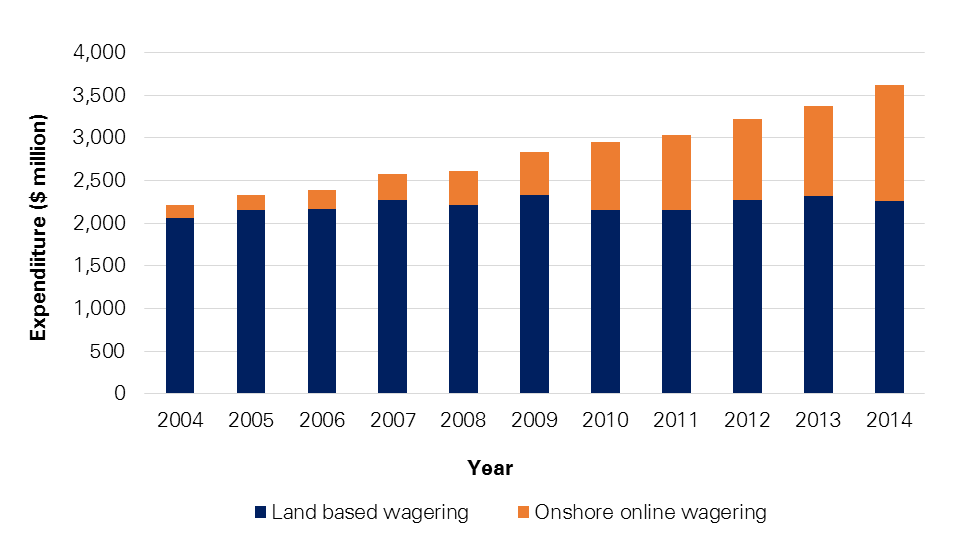 4,000
3,500
3,000
2,500
2,000
1,500
1,000
500
0
Expendiiture ($ million)
2004 2005 2006 2007 2008 2009 2010 2011 2012 2013 2014
Year
Land based wagering Onshore online wagering